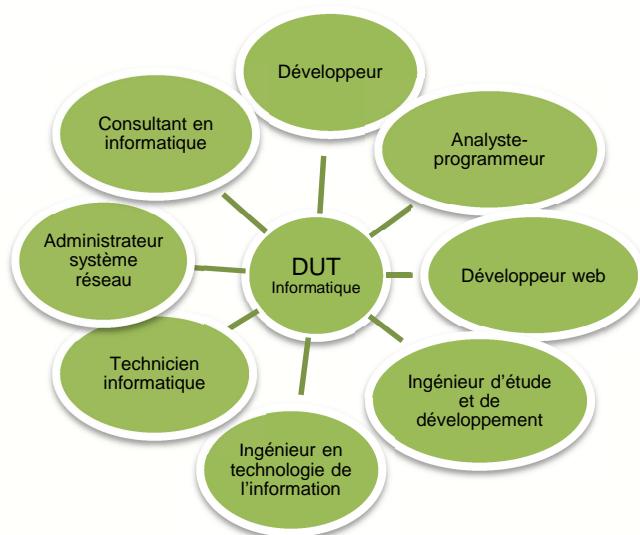 Développeur
Analyste-
programmeur
Développeur web
Ingénieur d’étude
et de
développement
Ingénieur en
technologie de
l’information
Technicien
informatique
Administrateur
système
réseau
Consultant en
informatique
DUT
Informatique